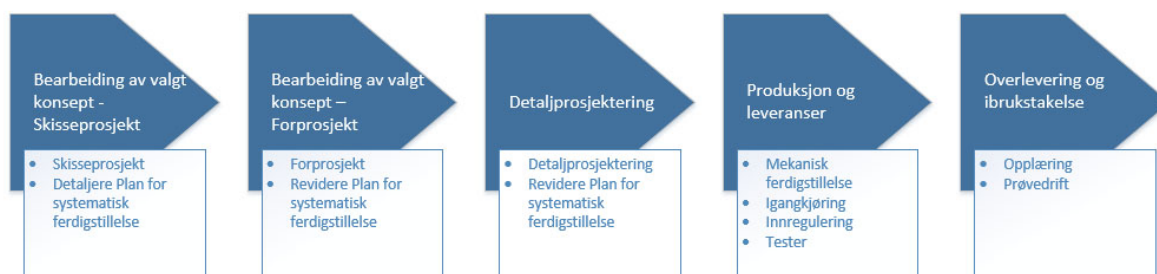 Bearbeiding av valgt
konsept -
Skisseprosjekt
• Skisseprosjekt
• Detaljere Plan for
systematisk
ferdigstillelse
Bearbeiding av valgt
konsept –
Forprosjekt
• Forprosjekt
• Revidere Plan for
systematisk
ferdigstillelse
Detaljprosjektering
• Detaljprosjektering
• Revidere Plan for
systematisk
ferdigstillelse
Produksjon og
leveranser
• Mekanisk
ferdigstillelse
• Igangkjøring
• Innregulering
• Tester
Overlevering og
ibrukstakelse
• Opplæring
• Prøvedrift